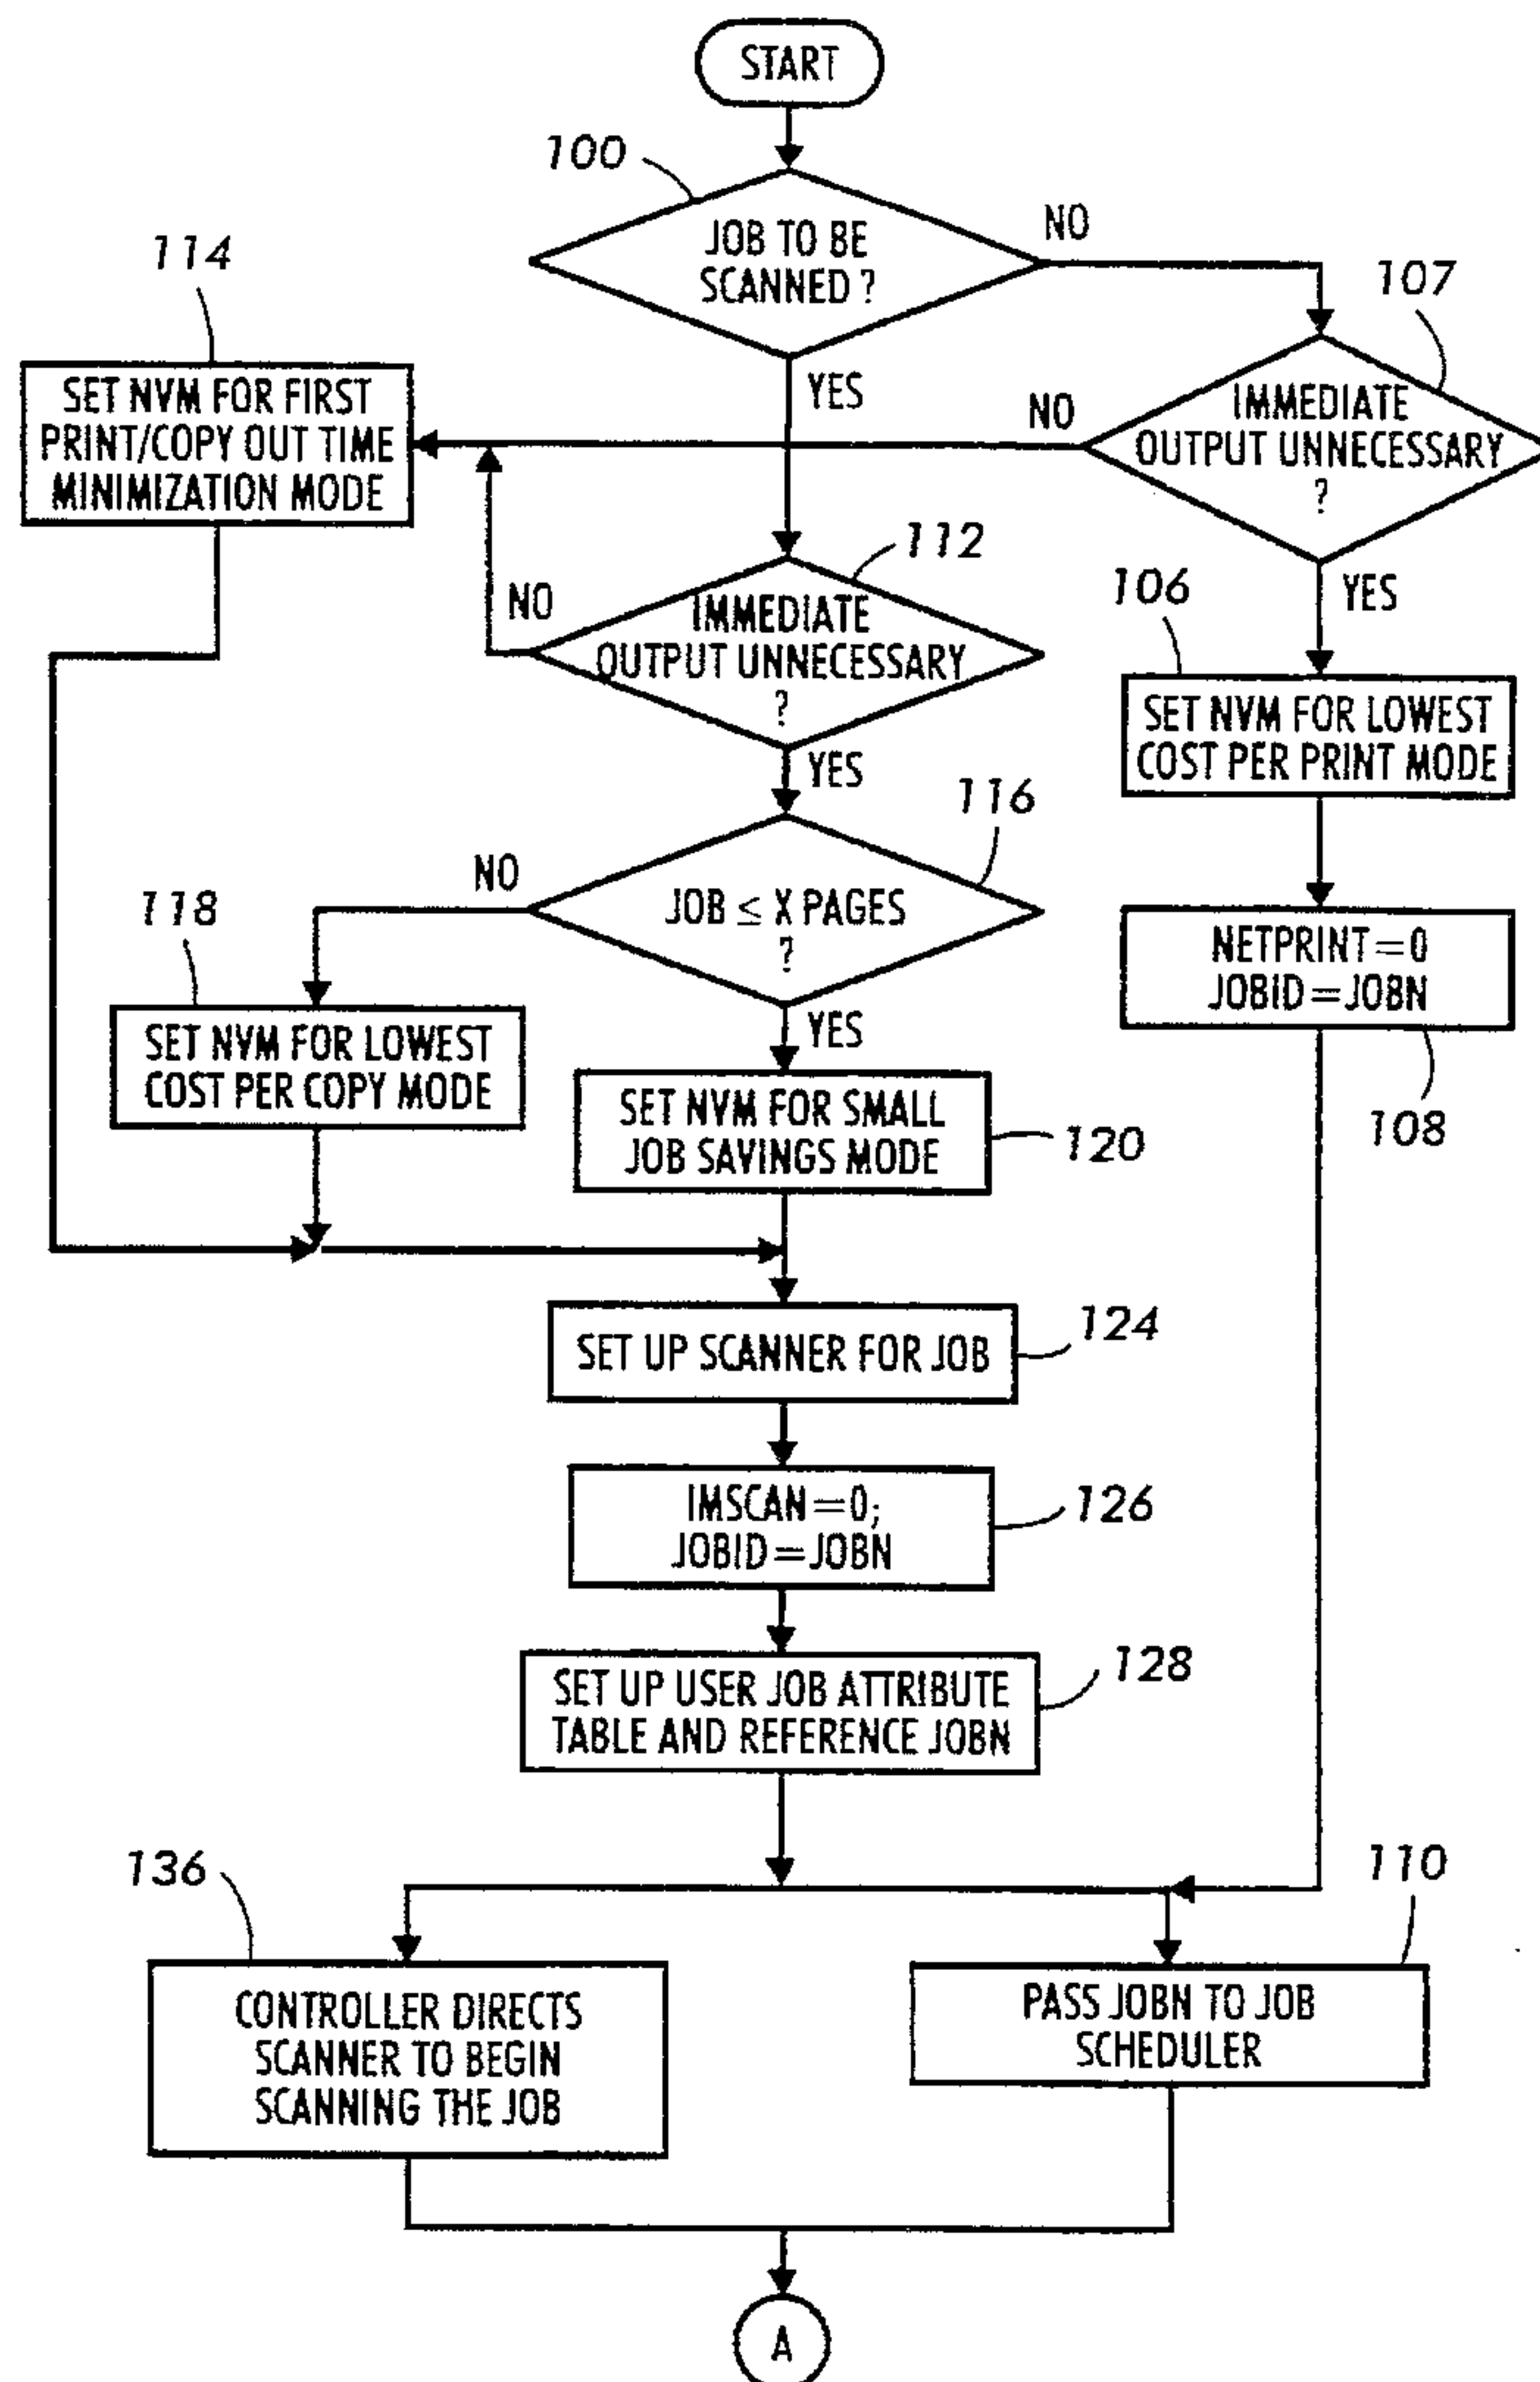 START
100
JOB TO BE
SCANNED ?
NO
YES
107
IMMEDIATE
OUTPUT UNNECESSARY
?
NO
YES
114
SET NVM FOR FIRST
PRINT/COPY OUT TIME
MINIMIZATION MODE
112
IMMEDIATE
OUTPUT UNNECESSARY
?
NO
YES
106
SET NVM FOR LOWEST
COST PER PRINT MODE
116
JOB ≤ X PAGES
?
NO
YES
118
SET NVM FOR LOWEST
COST PER COPY MODE
NETPRINT=0
JOBID=JOBN
108
SET NVM FOR SMALL
JOB SAVINGS MODE
120
SET UP SCANNER FOR JOB
124
IMSCAN=0;
JOBID=JOBN
126
SET UP USER JOB ATTRIBUTE
TABLE AND REFERENCE JOBN
128
136
CONTROLLER DIRECTS
SCANNER TO BEGIN
SCANNING THE JOB
110
PASS JOBN TO JOB
SCHEDULER
A